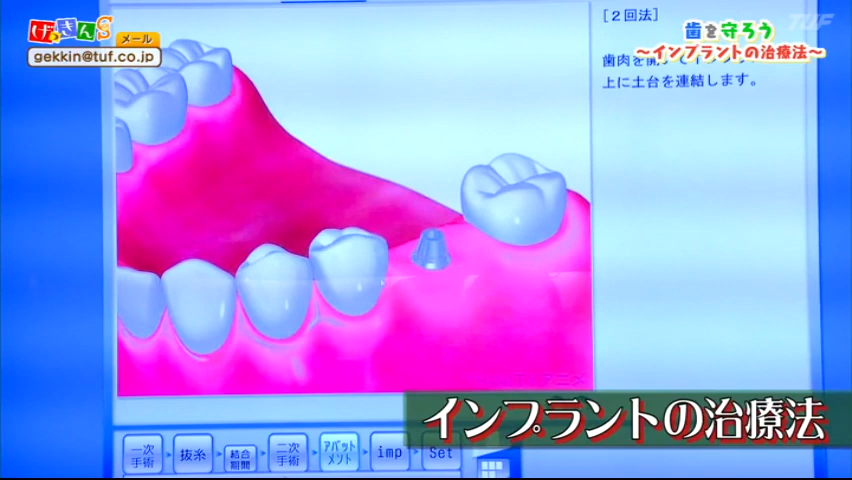 げっきんS
メール
gekkin@tuf.co.jp
[2回法]
歯を守ろう
TUF
～インプラントの治療法～
歯肉を開
上に土台を連結します。
インプラントの治療法
一次手術
抜糸
結合期間
二次手術
アバットメント
imp
Set